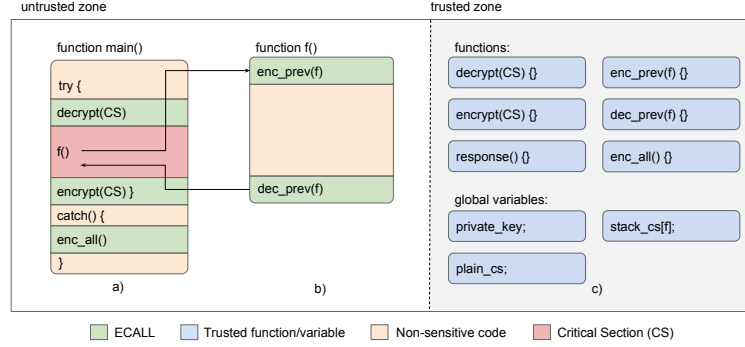 untrusted zone
trusted zone
function main()
try {
decrypt(CS)
f()
encrypt(CS) }
catch() {
enc_all()
}
a)
function f()
enc_prev(f)
dec_prev(f)
b)
functions:
decrypt(CS) {}
enc_prev(f) {}
encrypt(CS) {}
dec_prev(f) {}
response() {}
enc_all() {}
global variables:
private_key;
stack_cs[f];
plain_cs;
c)
ECALL
Trusted function/variable
Non-sensitive code
Critical Section (CS)